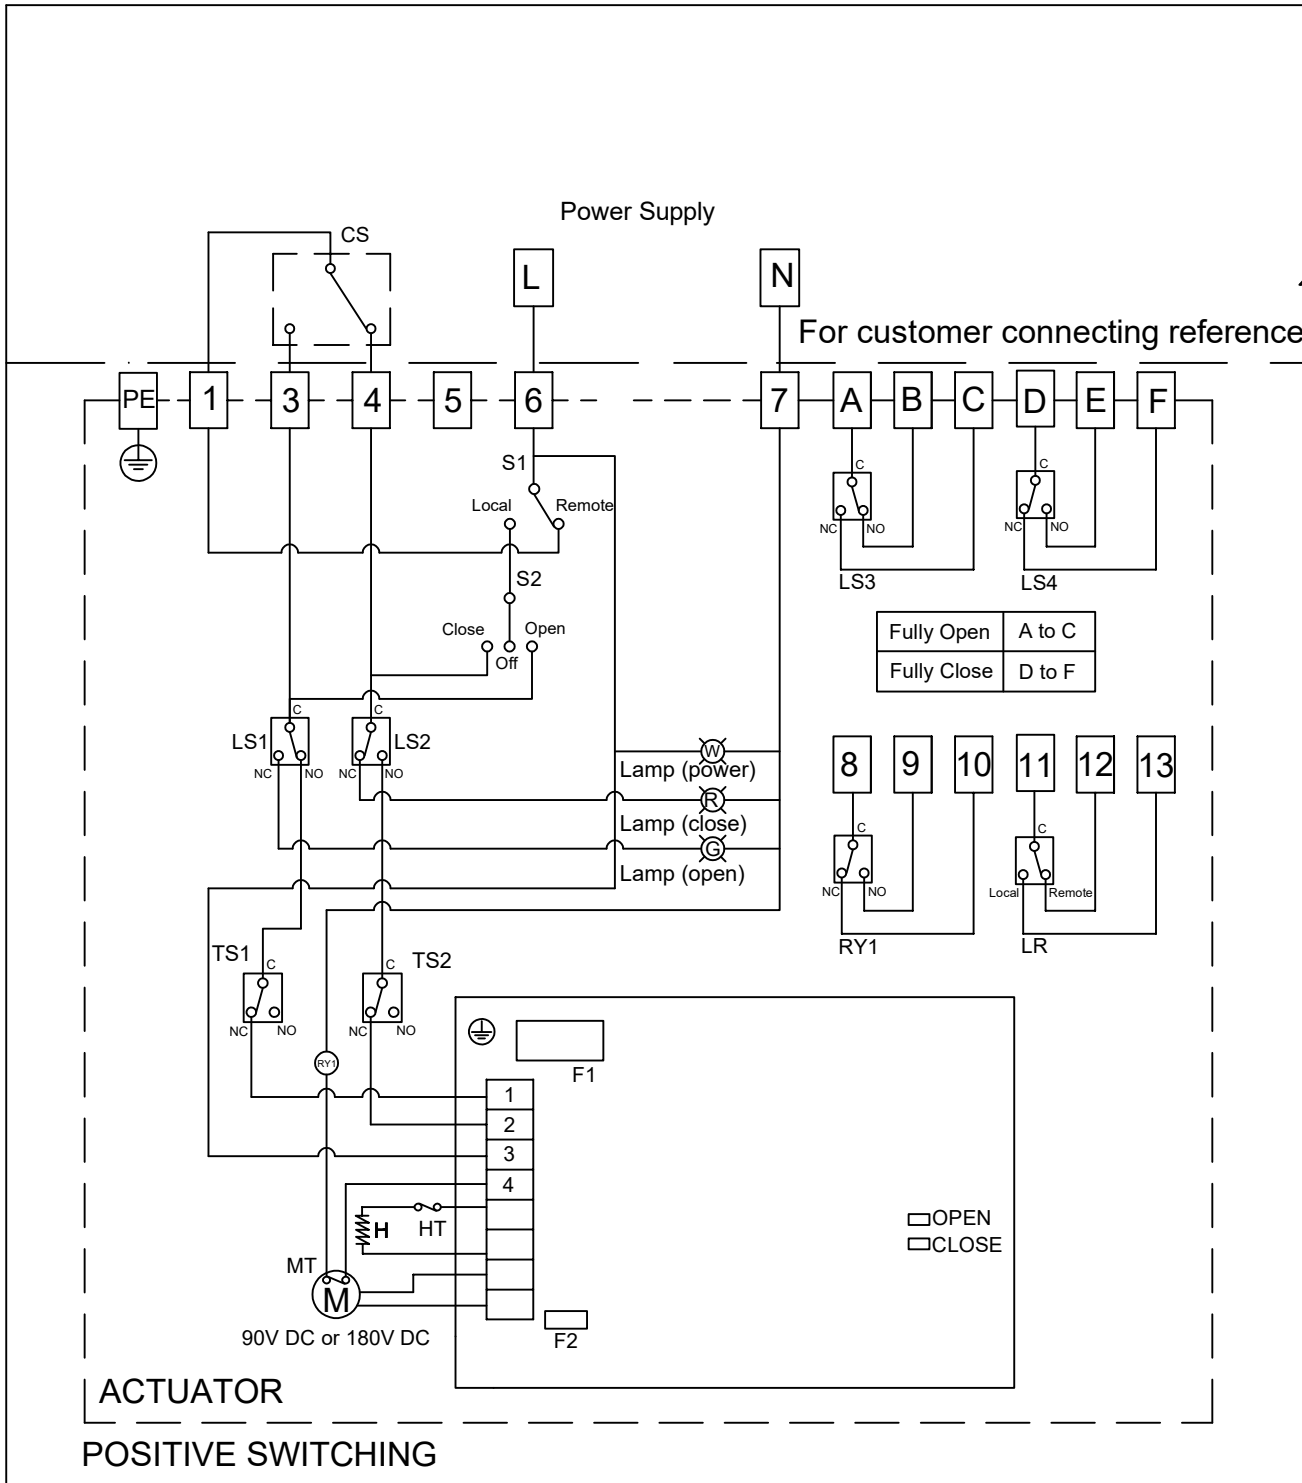 Power Supply
CS
L
N
For customer connecting reference
PE
1
3
4
5
6
7
A
B
C
D
E
F
S1
Local
Remote
C
NC
NO
LS3
C
NC
NO
LS4
S2
Close
Off
Open
Fully Open A to C
Fully Close D to F
LS1
C
NC
NO
C
LS2
NC
NO
W
Lamp (power)
R
Lamp (close)
G
Lamp (open)
8
9
10
11
12
13
C
NC
NO
RY1
C
Local
Remote
LR
TS1
C
NC
NO
C
TS2
NC
NO
RY1
F1
1
2
3
4
H
HT
MT
M
90V DC or 180V DC
F2
OPEN
CLOSE
ACTUATOR
POSITIVE SWITCHING